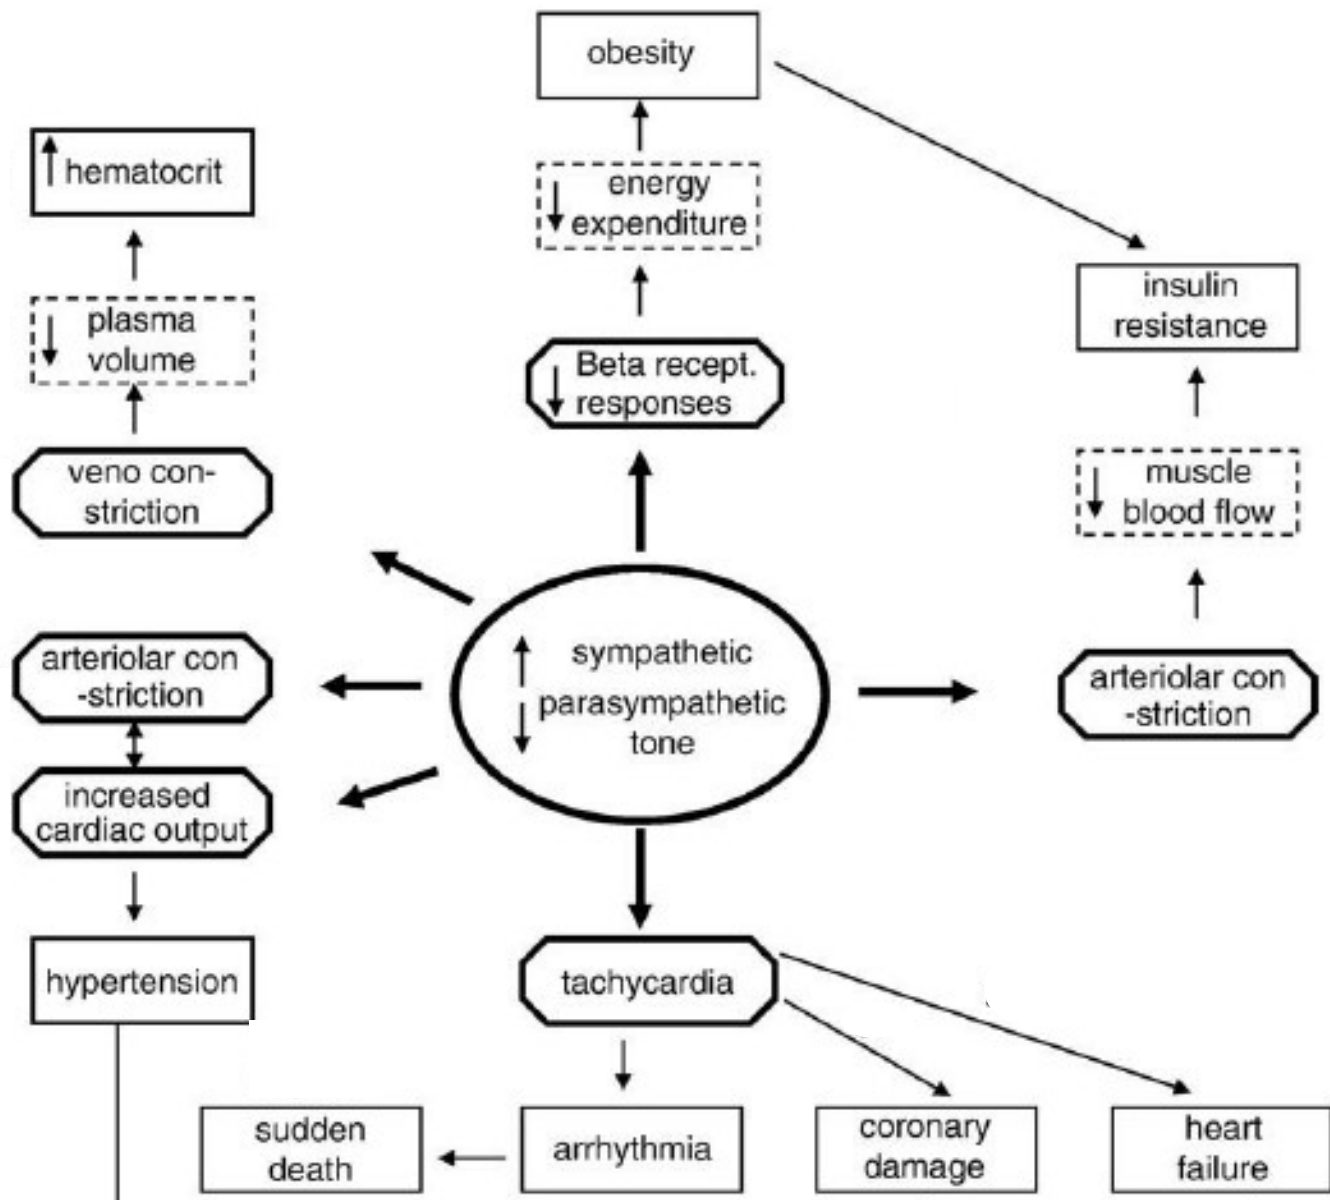 obesity
hematocrit
energy
expenditure
insulin
resistance
plasma
volume
Beta recept.
responses
veno con-
striction
muscle
blood flow
arteriolar con
-striction
sympathetic
parasympathetic
tone
arteriolar con
-striction
increased
cardiac output
hypertension
tachycardia
sudden
death
arrhythmia
coronary
damage
heart
failure